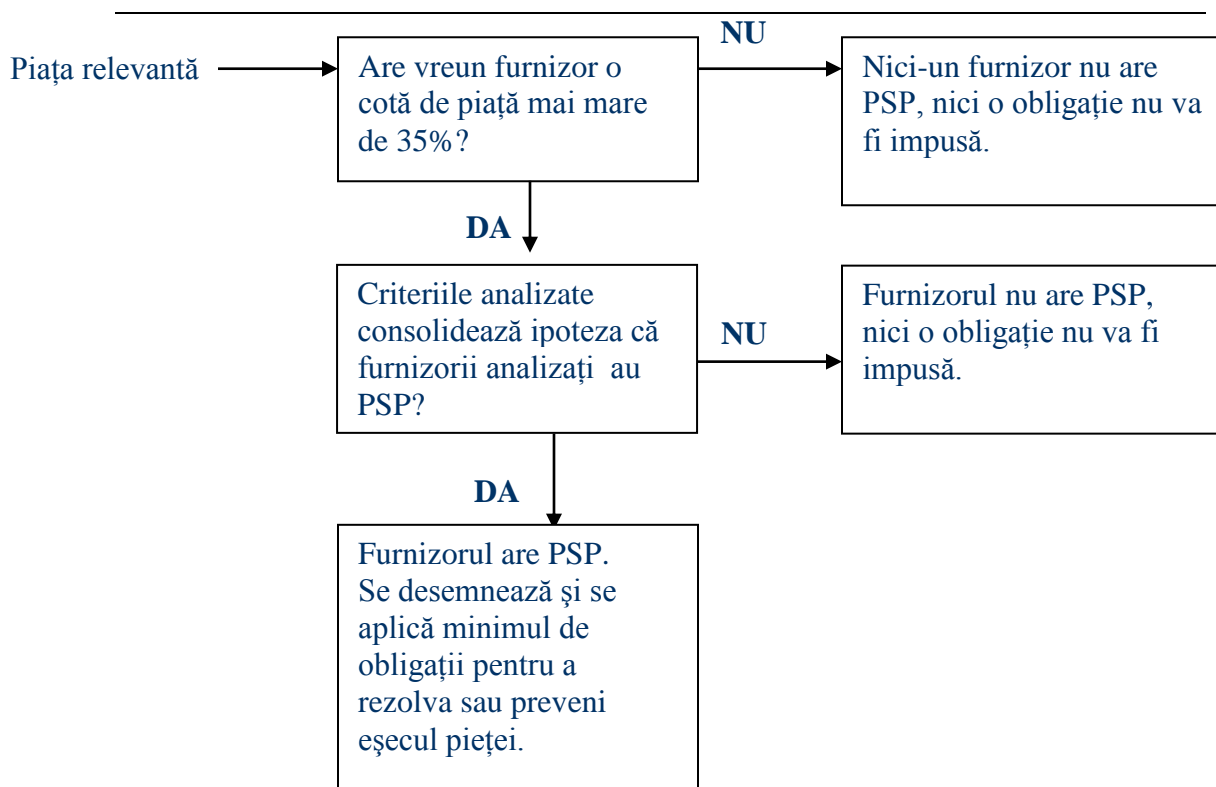 NU
Piața relevantă
Are vreun furnizor o
cotă de piață mai mare
de 35%?
Nici-un furnizor nu are
PSP, nici o obligație nu va
fi impusă.
DA
Criteriile analizate
consolidează ipoteza că
furnizorii analizați au
PSP?
NU
Furnizorul nu are PSP,
nici o obligație nu va fi
impusă.
DA
Furnizorul are PSP.
Se desemnează şi se
aplică minimul de
obligații pentru a
rezolva sau preveni
eşecul pieței.